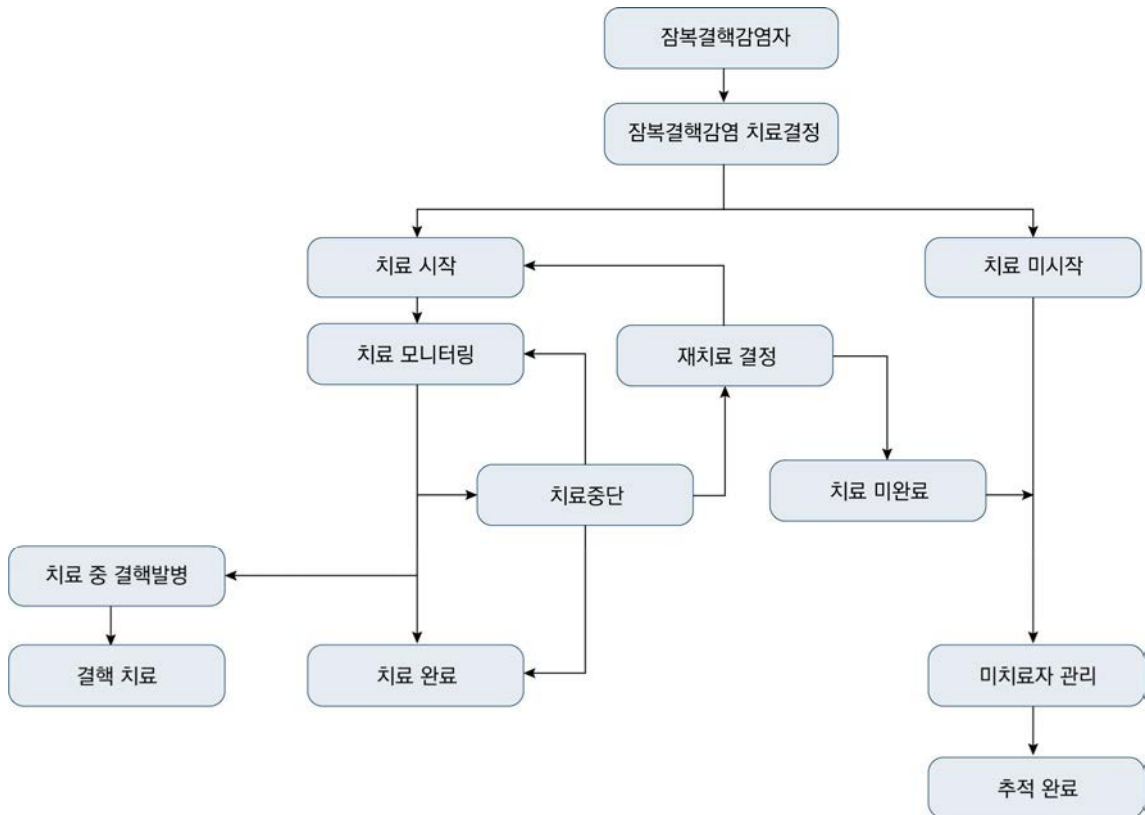 잠복결핵감염자
잠복결핵감염 치료결정
치료 시작
치료 미시작
치료 모니터링
재치료 결정
치료중단
치료 미완료
치료 중 결핵발병
결핵 치료
치료 완료
미치료자 관리
추적 완료